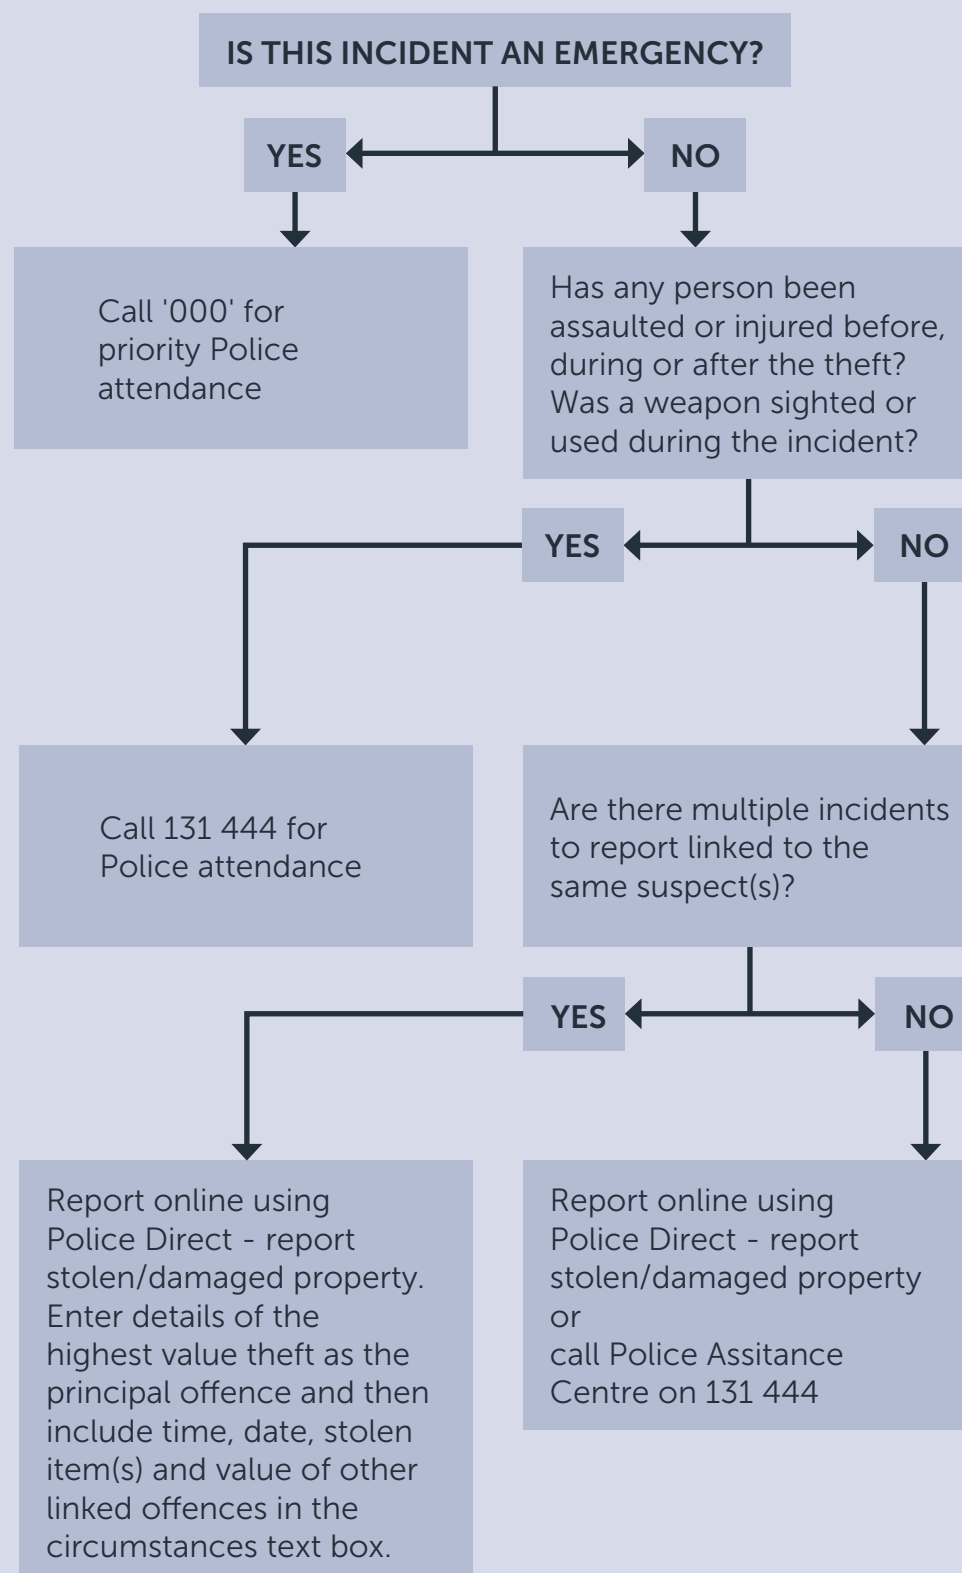 IS THIS INCIDENT AN EMERGENCY?
YES
NO
Call '000' for
priority Police
attendance
Has any person been
assaulted or injured before,
during or after the theft?
Was a weapon sighted or
used during the incident?
YES
NO
Call 131 444 for
Police attendance
Are there multiple incidents
to report linked to the
same suspect(s)?
YES
NO
Report online using
Police Direct - report
stolen/damaged property.
Enter details of the
highest value theft as the
principal offence and then
include time, date, stolen
item(s) and value of other
linked offences in the
circumstances text box.
Report online using
Police Direct - report
stolen/damaged property
or
call Police Assitance
Centre on 131 444